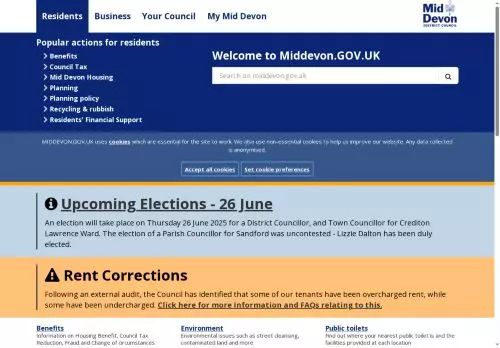 Residents Business Your Council My Mid Devon
Mid
Devon
DISTRICT COUNCIL
Popular actions for residents
Benefits
Council Tax
Mid Devon Housing
Planning
Planning policy
Recycling & rubbish
Residents' Financial Support
Welcome to Middevon.GOV.UK
Search on middevon.gov.uk
MIDDEVON.GOV.UK uses cookies which are essential for the site to work. We also use non-essential cookies to help us improve our website. Any data collected
is anonymised.
Accept all cookies Set cookie preferences
Upcoming Elections - 26 June
An election will take place on Thursday 26 June 2025 for a District Councillor, and Town Councillor for Crediton
Lawrence Ward. The election of a Parish Councillor for Sandford was uncontested - Lizzie Dalton has been duly
elected.
Rent Corrections
Following an external audit, the Council has identified that some of our tenants have been overcharged rent, while
some have been undercharged. Click here for more information and FAQs relating to this.
Benefits
Information on Housing Benefit, Council Tax
Reduction, Fraud and Change of circumstances
Environment
Environmental issues such as street cleansing,
contaminated land and more
Public toilets
Find out where your nearest public toilet is and the
facilities provided at each location